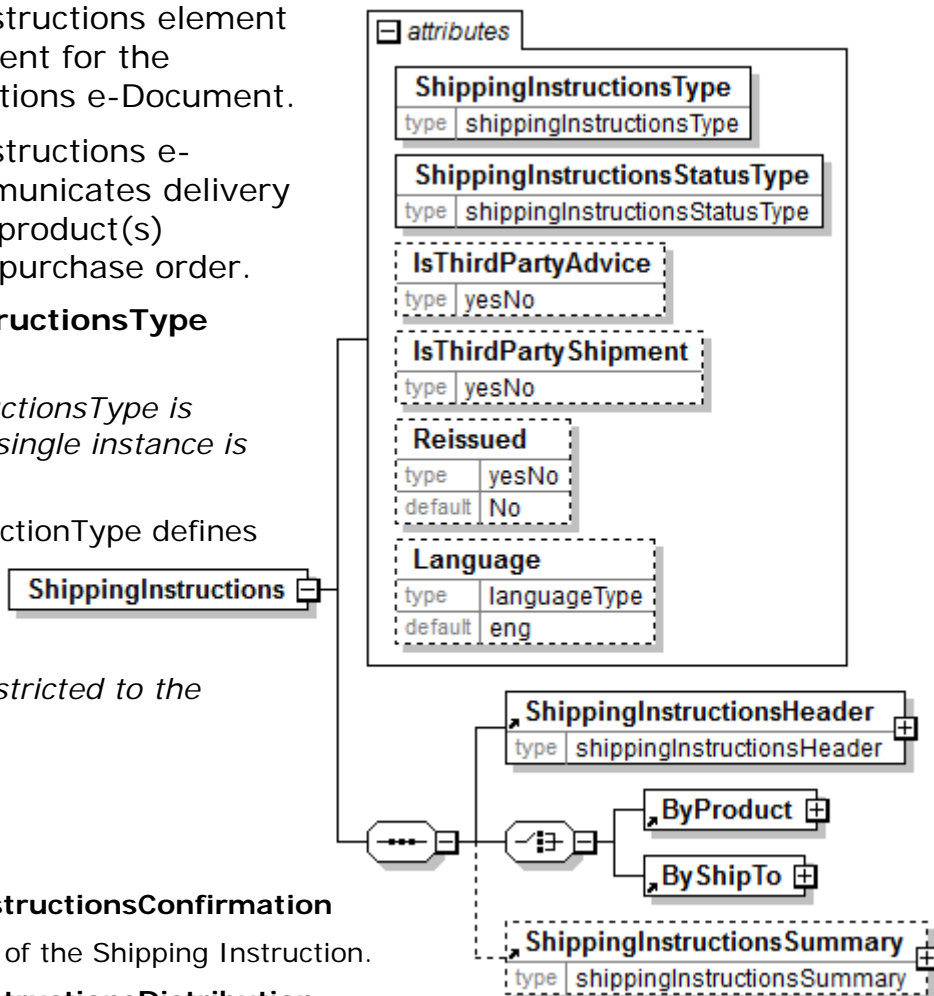 structions element
ent for the
tions e-Document.
structions e-
municates delivery
product(s)
purchase order.
ructionsType
uctionsType is
single instance is
ctionType defines
stricted to the
structionsConfirmation
of the Shipping Instruction.
structionsDistribution
attributes
ShippingInstructionsType
type shippingInstructionsType
ShippingInstructionsStatusType
type shippingInstructionsStatusType
IsThirdPartyAdvice
type yesNo
IsThirdPartyShipment
type yesNo
Reissued
type yesNo
default No
Language
type languageType
default eng
ShippingInstructions
ShippingInstructionsHeader
type shippingInstructionsHeader
ByProduct
ByShipTo
ShippingInstructionsSummary
type shippingInstructionsSummary